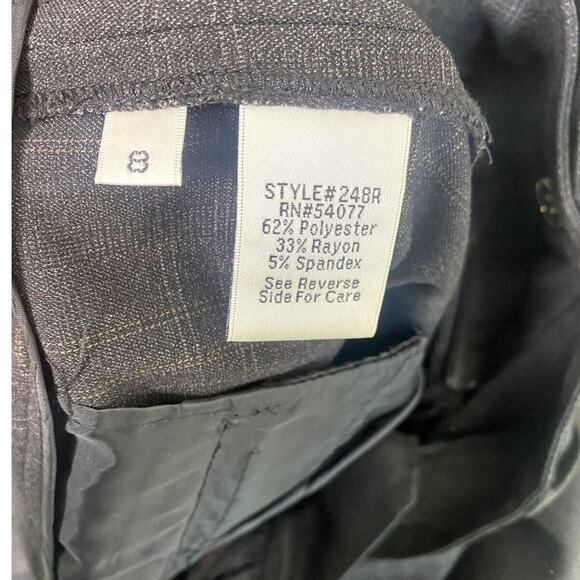 8
STYLE#248R
RN#54077
62% Polyester
33% Rayon
5% Spandex
See Reverse
Side For Care